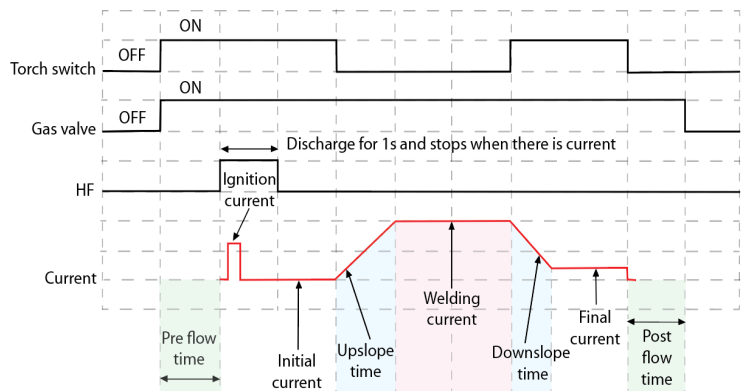 ON
OFF
Torch switch
OFF
Gas valve
Discharge for 1s and stops when there is current
HF
Ignition
current
Current
Welding
current
Pre flow
time
Initial
current
Upslope
time
Downslope
time
Final
current
Post
flow
time